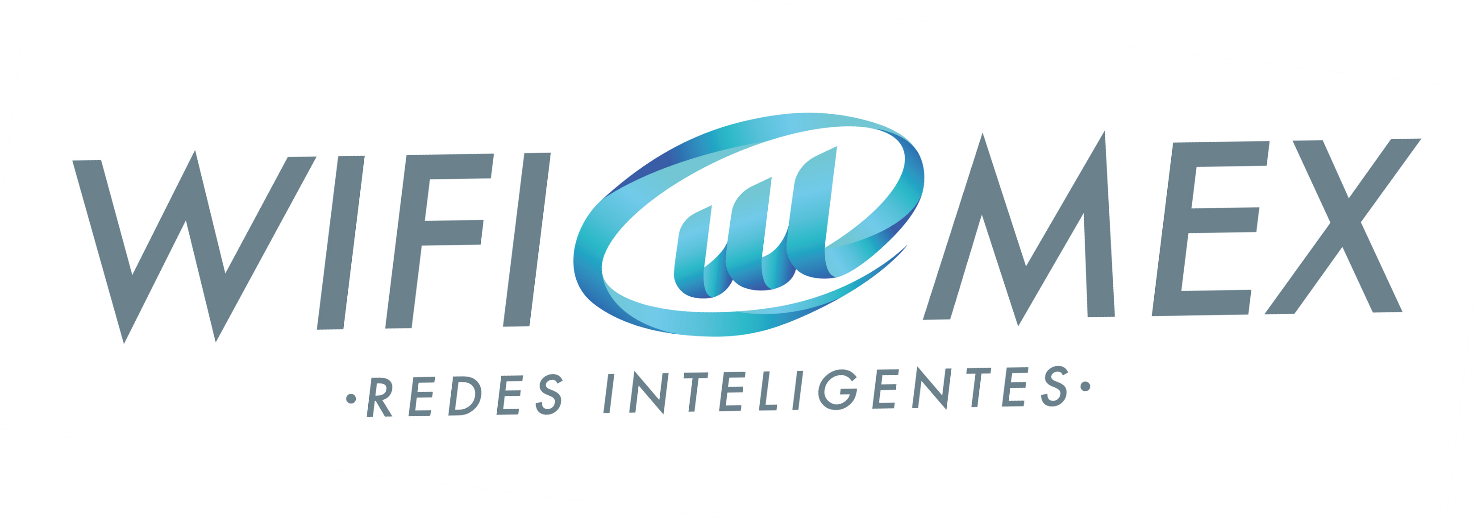 WIFI MEX
·REDES INTELIGENTES·